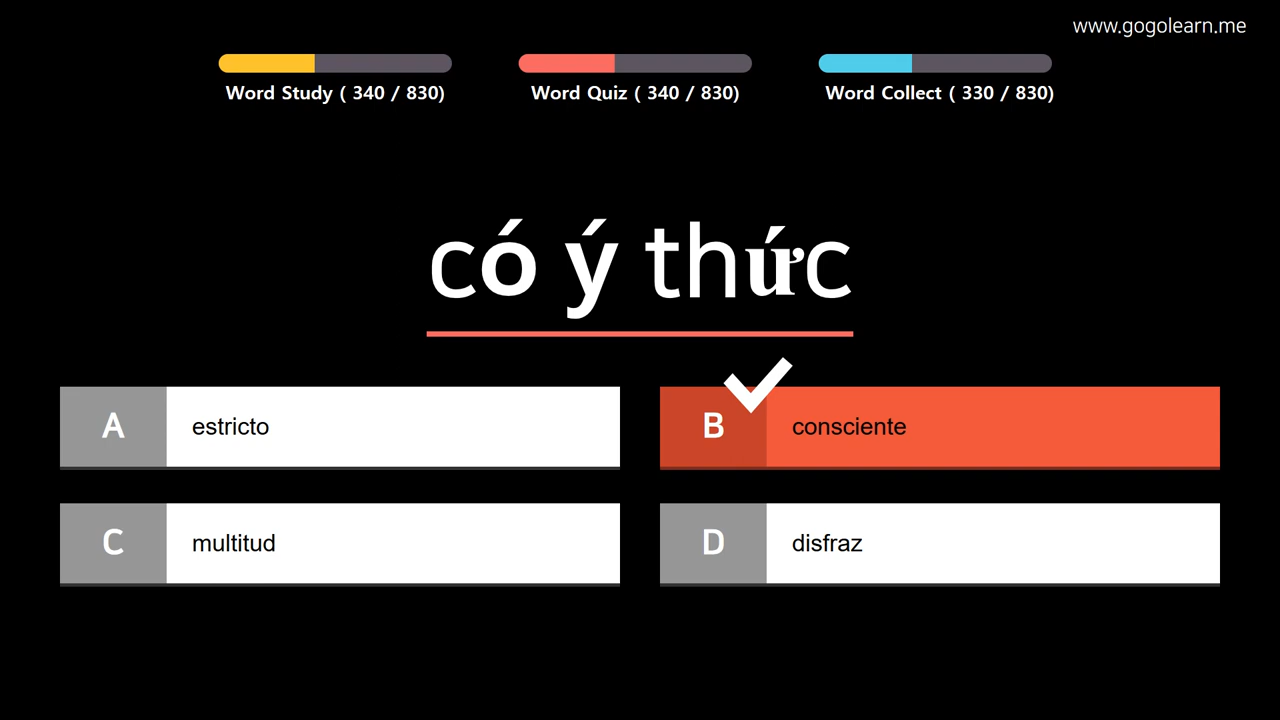 www.gogolearn.me
Word Study ( 340 / 830)
Word Quiz ( 340 / 830)
Word Collect ( 330 / 830)
có ý thức
A estricto
B consciente
C multitud
D disfraz